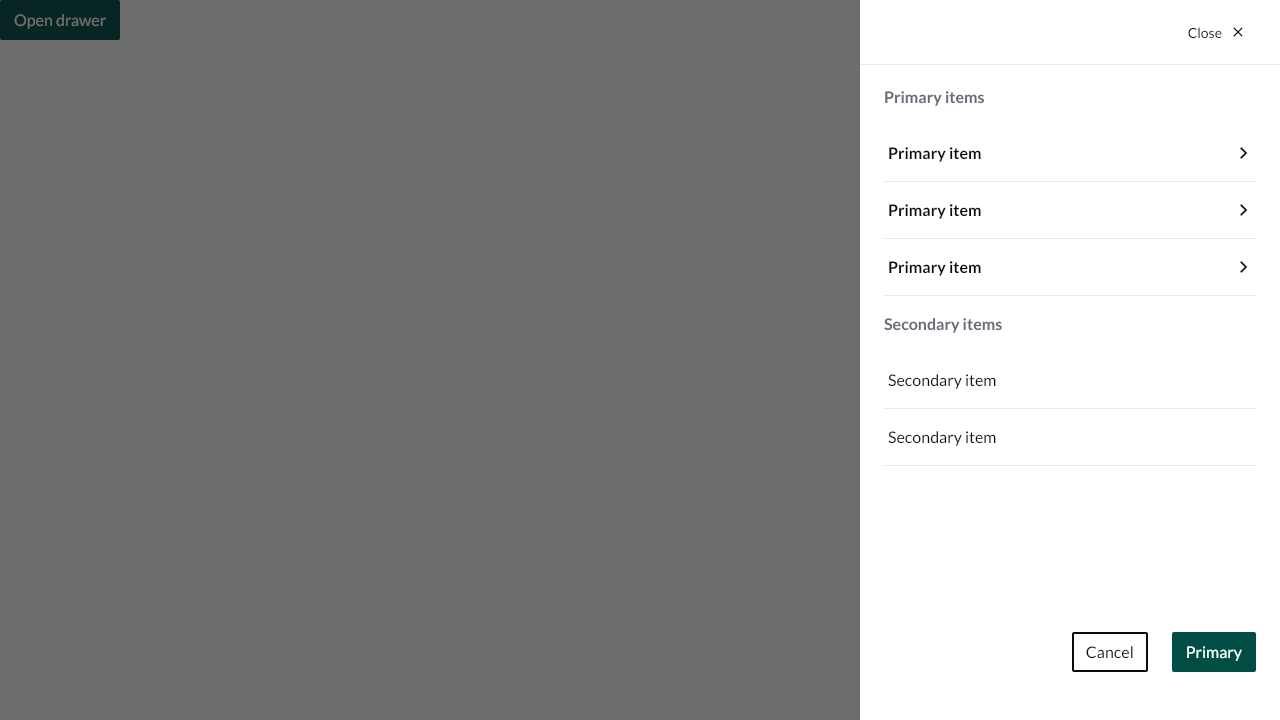 Open drawer
Close
Primary items
Primary item
Primary item
Primary item
Secondary items
Secondary item
Secondary item
Cancel
Primary